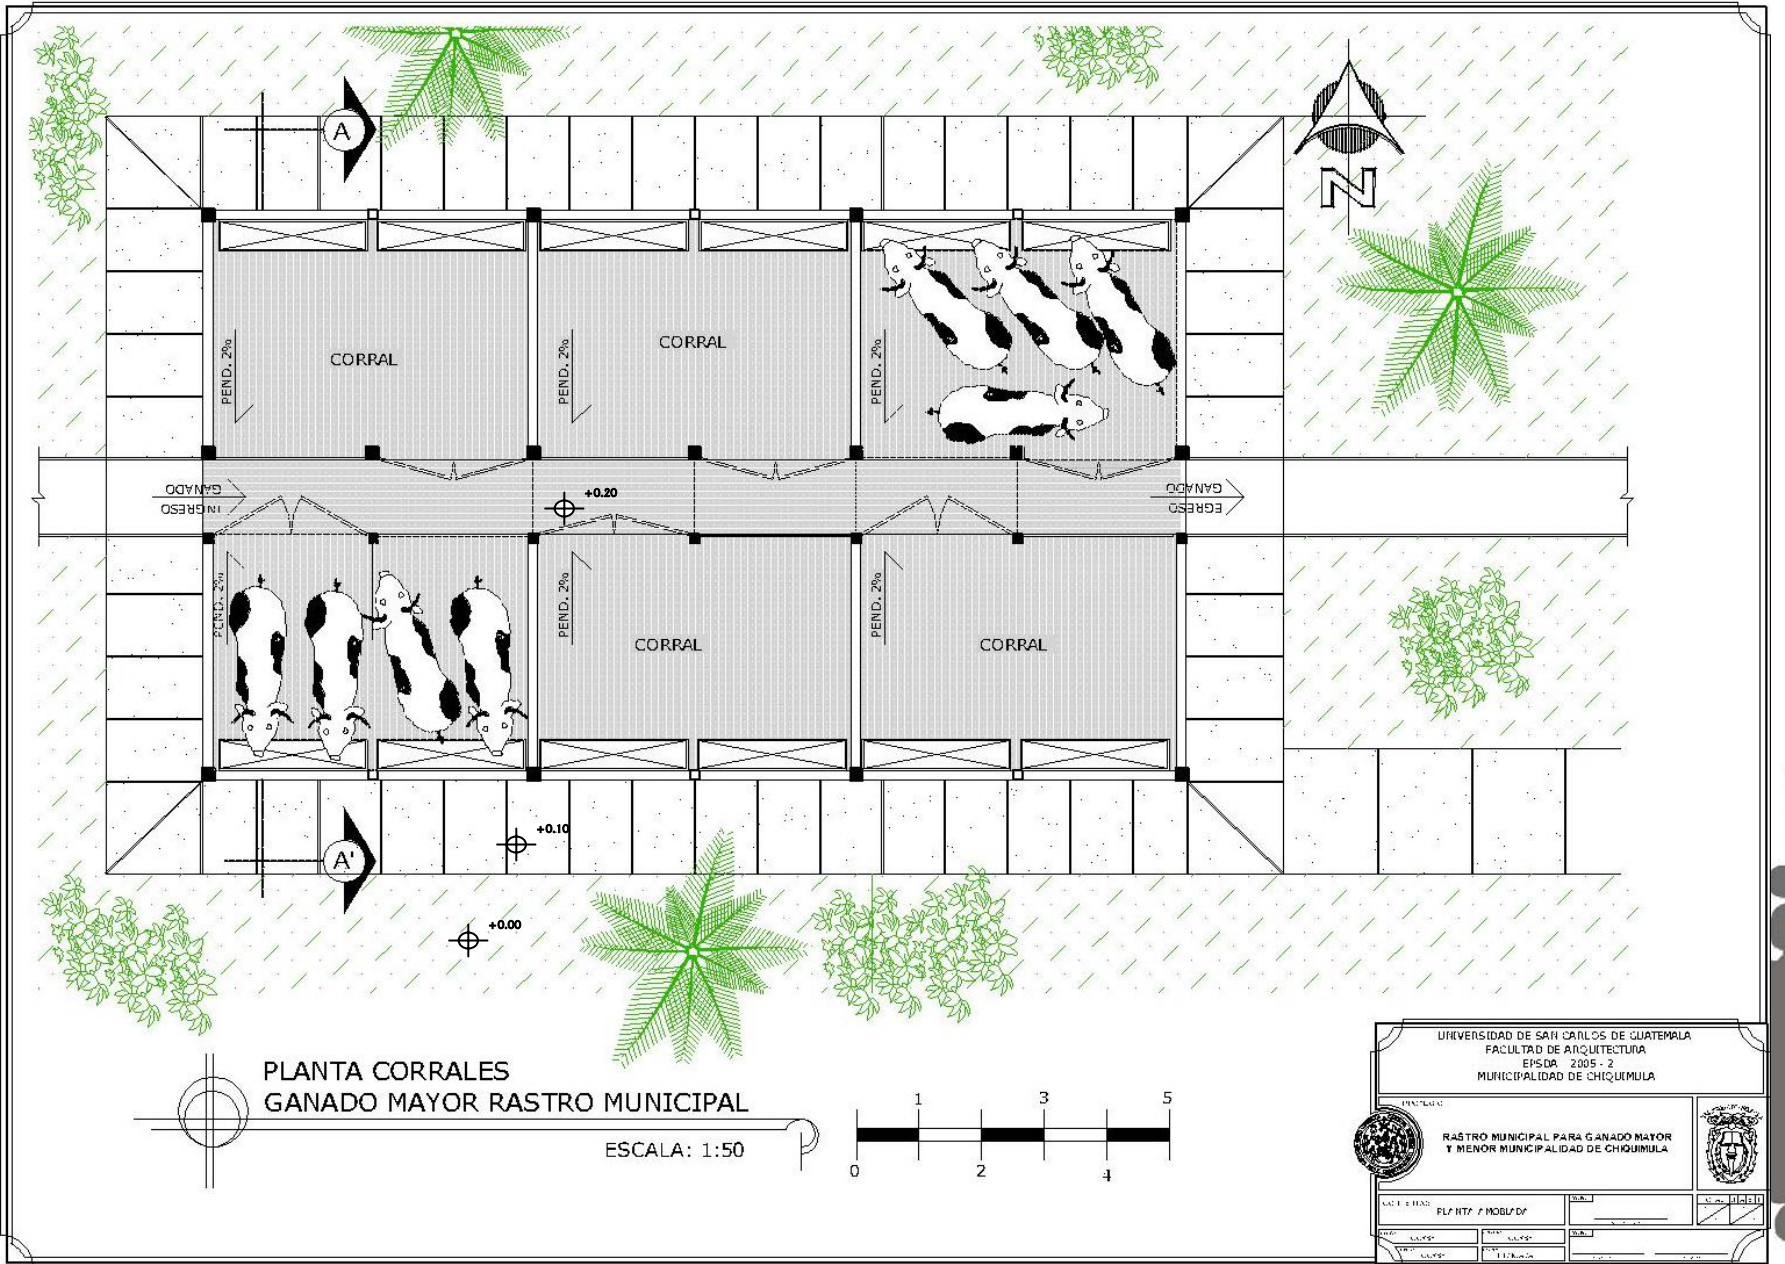 A
N
CORRAL
CORRAL
PEND. 2%
PEND. 2%
PEND. 2%
INGRESO
GANADO
+0.20
EGRESO
GANADO
PEND. 2%
PEND. 2%
PEND. 2%
CORRAL
CORRAL
+0.10
A'
+0.00
PLANTA CORRALES
GANADO MAYOR RASTRO MUNICIPAL
ESCALA: 1:50
1 3 5
0 2 4
UNIVERSIDAD DE SAN CARLOS DE GUATEMALA
FACULTAD DE ARQUITECTURA
EPSDA 2005 - 2
MUNICIPALIDAD DE CHIQUIMULA
RASTRO MUNICIPAL PARA GANADO MAYOR
Y MENOR MUNICIPALIDAD DE CHIQUIMULA
PLANTA AMOBLADA